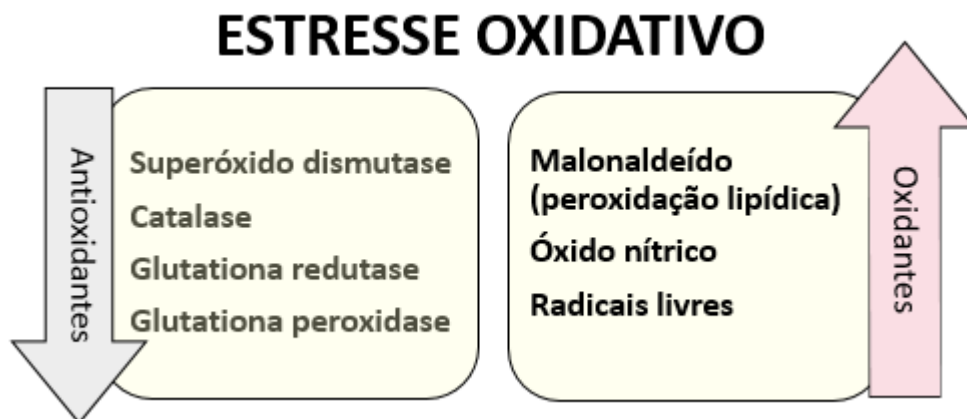 ESTRESSE OXIDATIVO
Antioxidantes
Superóxido dismutase
Catalase
Glutationa redutase
Glutationa peroxidase
Malonaldeído
(peroxidação lipídica)
Óxido nítrico
Radicais livres
Oxidantes